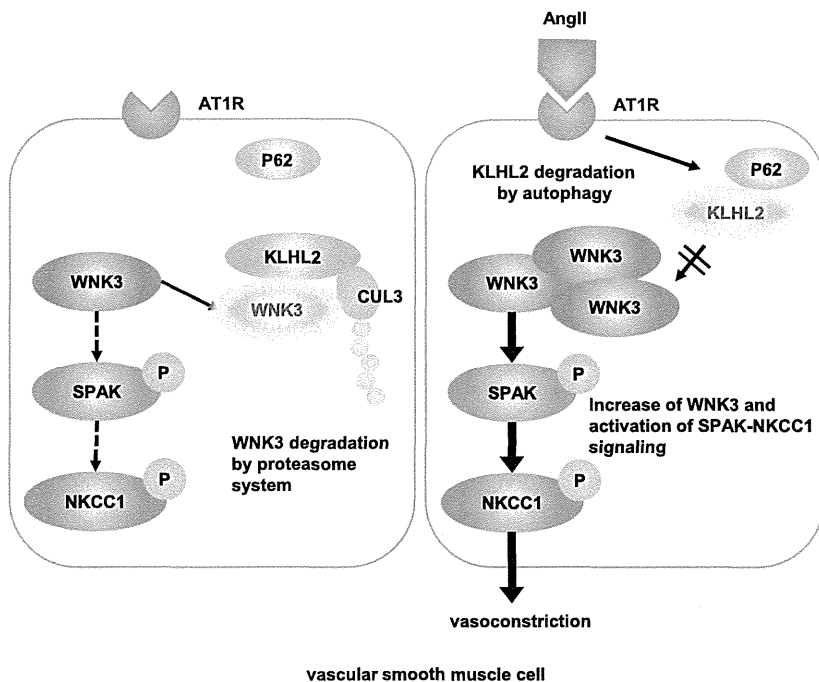 AT1R
P62
KLHL2
WNK3
WNK3
CUL3
SPAK
P
WNK3 degradation
by proteasome
system
NKCC1
P
AngII
AT1R
KLHL2 degradation
by autophagy
P62
KLHL2
WNK3
WNK3
WNK3
SPAK
P
Increase of WNK3 and
activation of SPAK-NKCC1
signaling
NKCC1
P
vasoconstriction
vascular smooth muscle cell